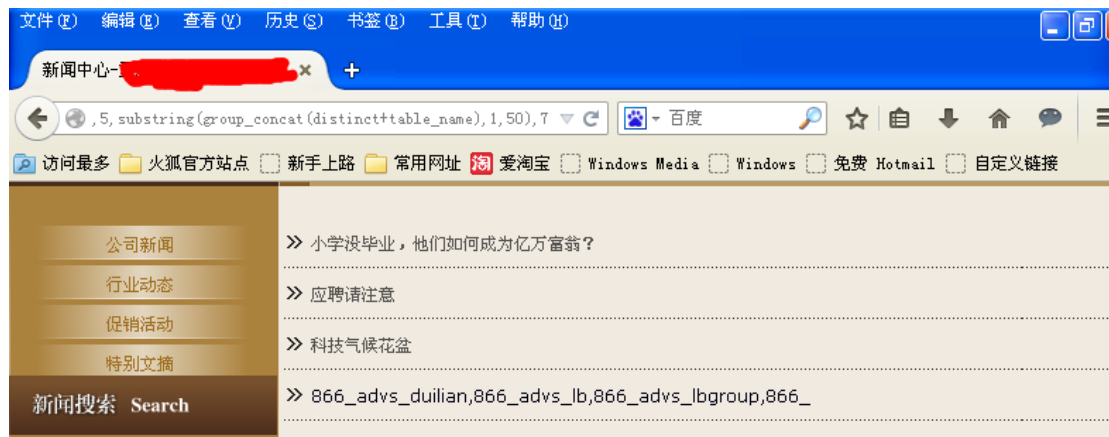 文件(F) 编辑(E) 查看(V) 历史(S) 书签(B) 工具(T) 帮助(H)
新闻中心-
,5,substring(group_concat(distinct+table_name),1,50),7 百度
访问最多 火狐官方站点 新手上路 常用网址 淘 爱淘宝 Windows Media Windows 免费 Hotmail 自定义链接
公司新闻
行业动态
促销活动
特别文摘
新闻搜索 Search
小学没毕业，他们如何成为亿万富翁？
应聘请注意
科技气候花盆
866_advs_duilian,866_advs_lb,866_advs_lbgroup,866_